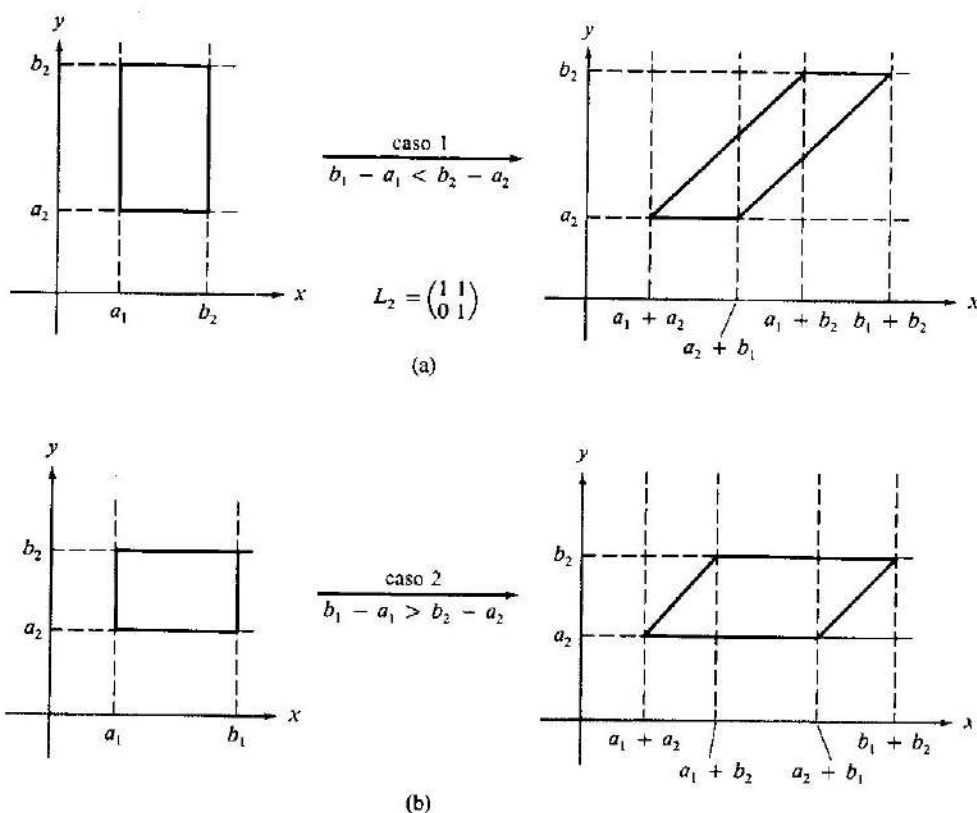 y
y
b₂
b₂
caso 1
b₁ − a₁ < b₂ − a₂
a₂
a₂
L₂ = (1 1
0 1)
x
x
a₁
b₂
a₁ + a₂
a₁ + b₂
b₁ + b₂
a₂ + b₁
(a)
y
y
b₂
b₂
caso 2
b₁ − a₁ > b₂ − a₂
a₂
a₂
x
x
a₁
b₁
a₁ + a₂
b₁ + b₂
a₁ + b₂
a₂ + b₁
(b)